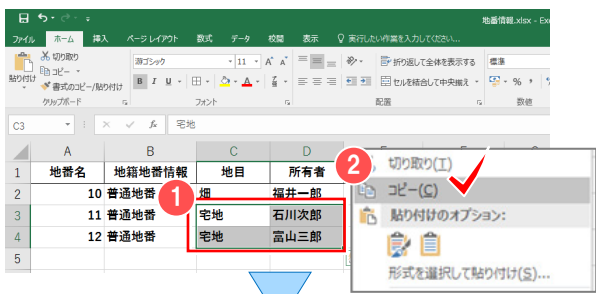 地番情報.xlsx - Exc
ファイル ホーム 挿入 ページ レイアウト 数式 データ 校閲 表示 実行したい作業を入力してください...
貼り付け 切り取り コピー 書式のコピー/貼り付け
游ゴシック 11 A A
B I U A
折り返して全体を表示する
セルを結合して中央揃え
標準
% ,
クリップボード フォント 配置 数値
C3 fx 宅地
A B C D
1 地番名 地籍地番情報 地目 所有者
2 10 普通地番 畑 福井一郎
3 11 普通地番 宅地 石川次郎
4 12 普通地番 宅地 富山三郎
5
1
2
切り取り(T)
コピー(C)
貼り付けのオプション:
形式を選択して貼り付け(S)...